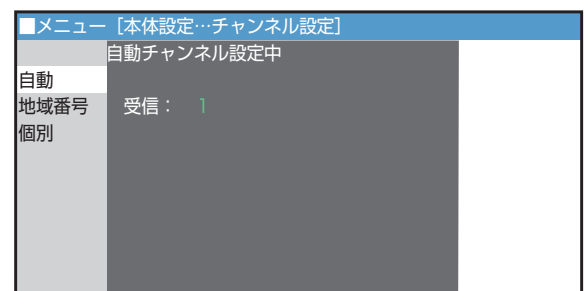 ■メニュー［本体設定…チャンネル設定］
自動チャンネル設定中
自動
地域番号 受信： 1
個別